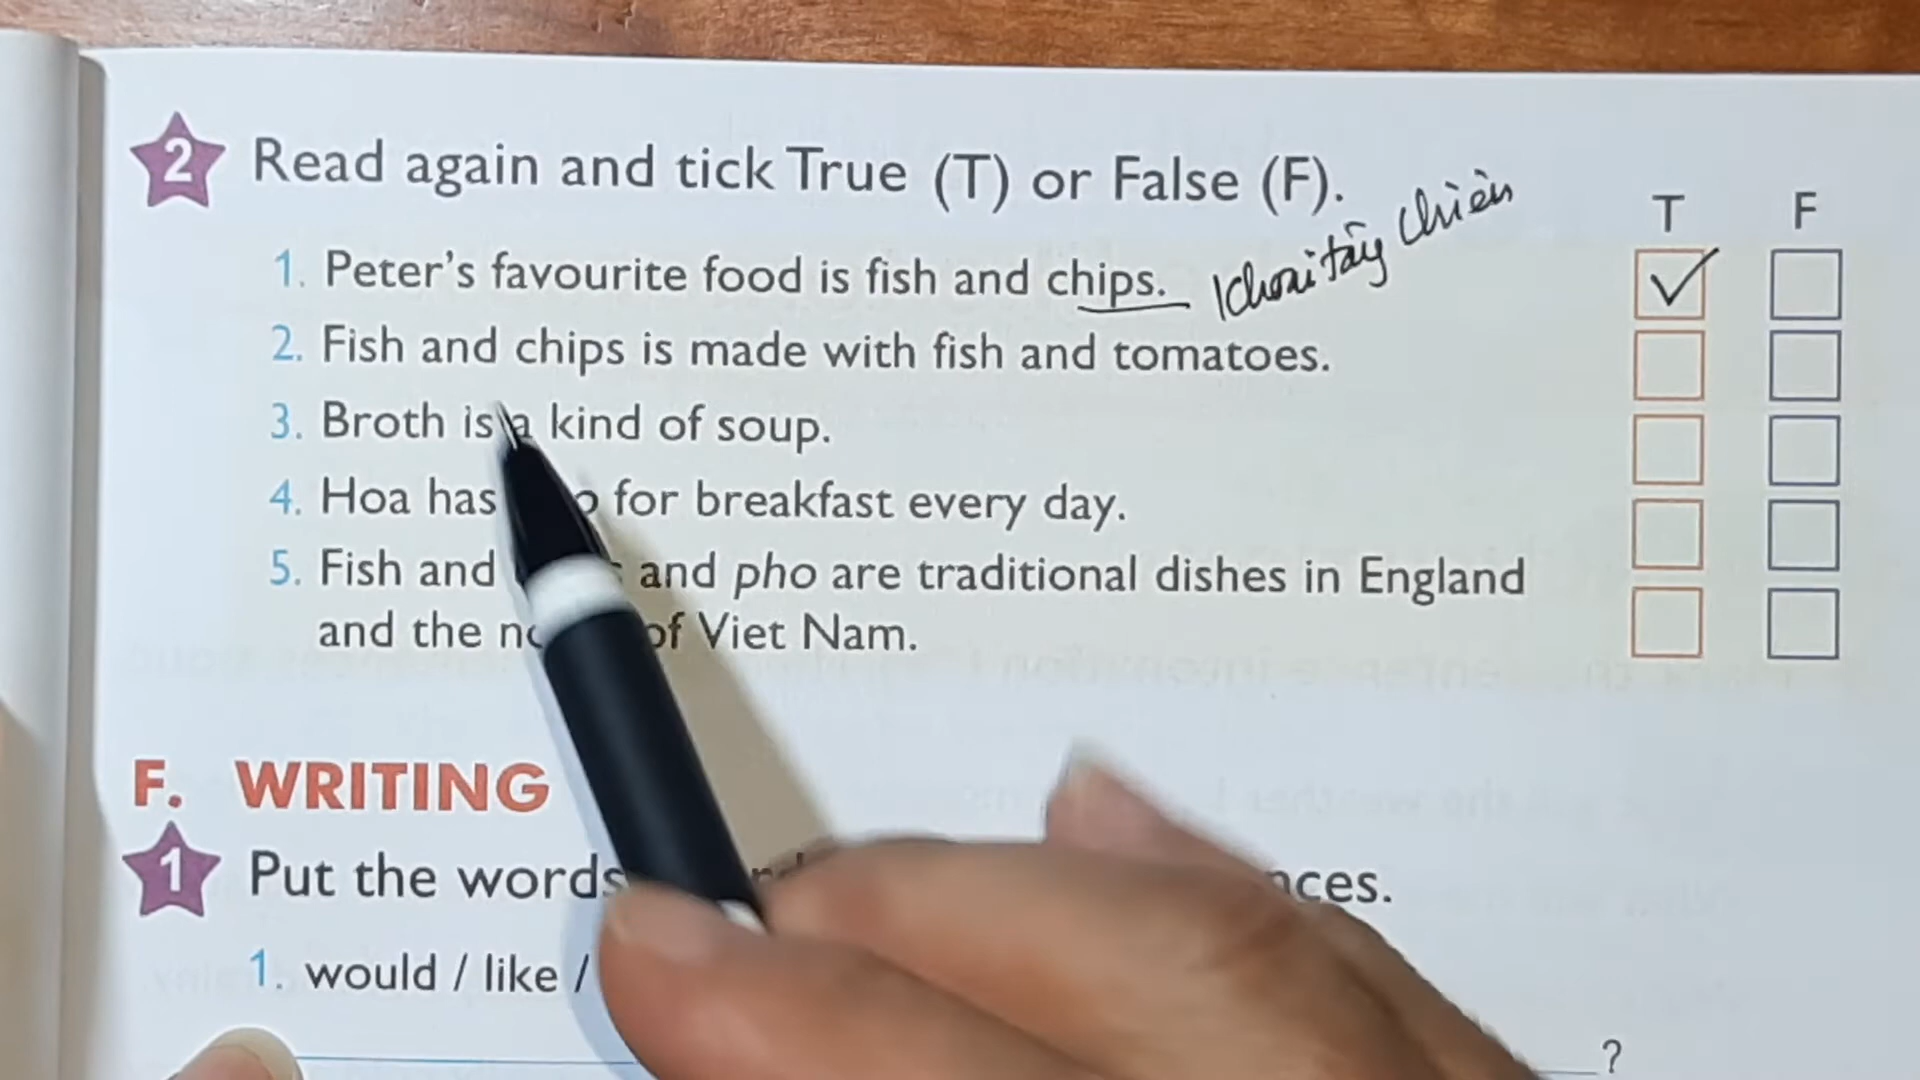 2 Read again and tick True (T) or False (F).
T F
1. Peter's favourite food is fish and chips. khoai tây chiên
2. Fish and chips is made with fish and tomatoes.
3. Broth is a kind of soup.
4. Hoa has for breakfast every day.
5. Fish and and pho are traditional dishes in England
and the of Viet Nam.
F. WRITING
1 Put the words
1. would / like /
?